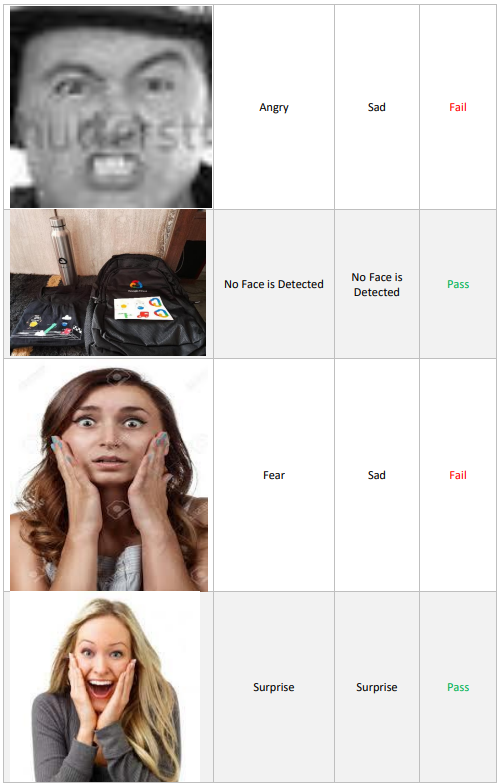 Angry
Sad
Fail
No Face is Detected
No Face is
Detected
Pass
Fear
Sad
Fail
Surprise
Surprise
Pass